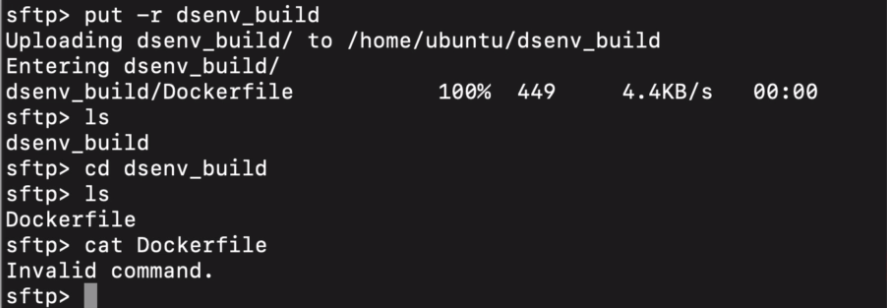 sftp> put -r dsenv_build
Uploading dsenv_build/ to /home/ubuntu/dsenv_build
Entering dsenv_build/
dsenv_build/Dockerfile 100% 449 4.4KB/s 00:00
sftp> ls
dsenv_build
sftp> cd dsenv_build
sftp> ls
Dockerfile
sftp> cat Dockerfile
Invalid command.
sftp>